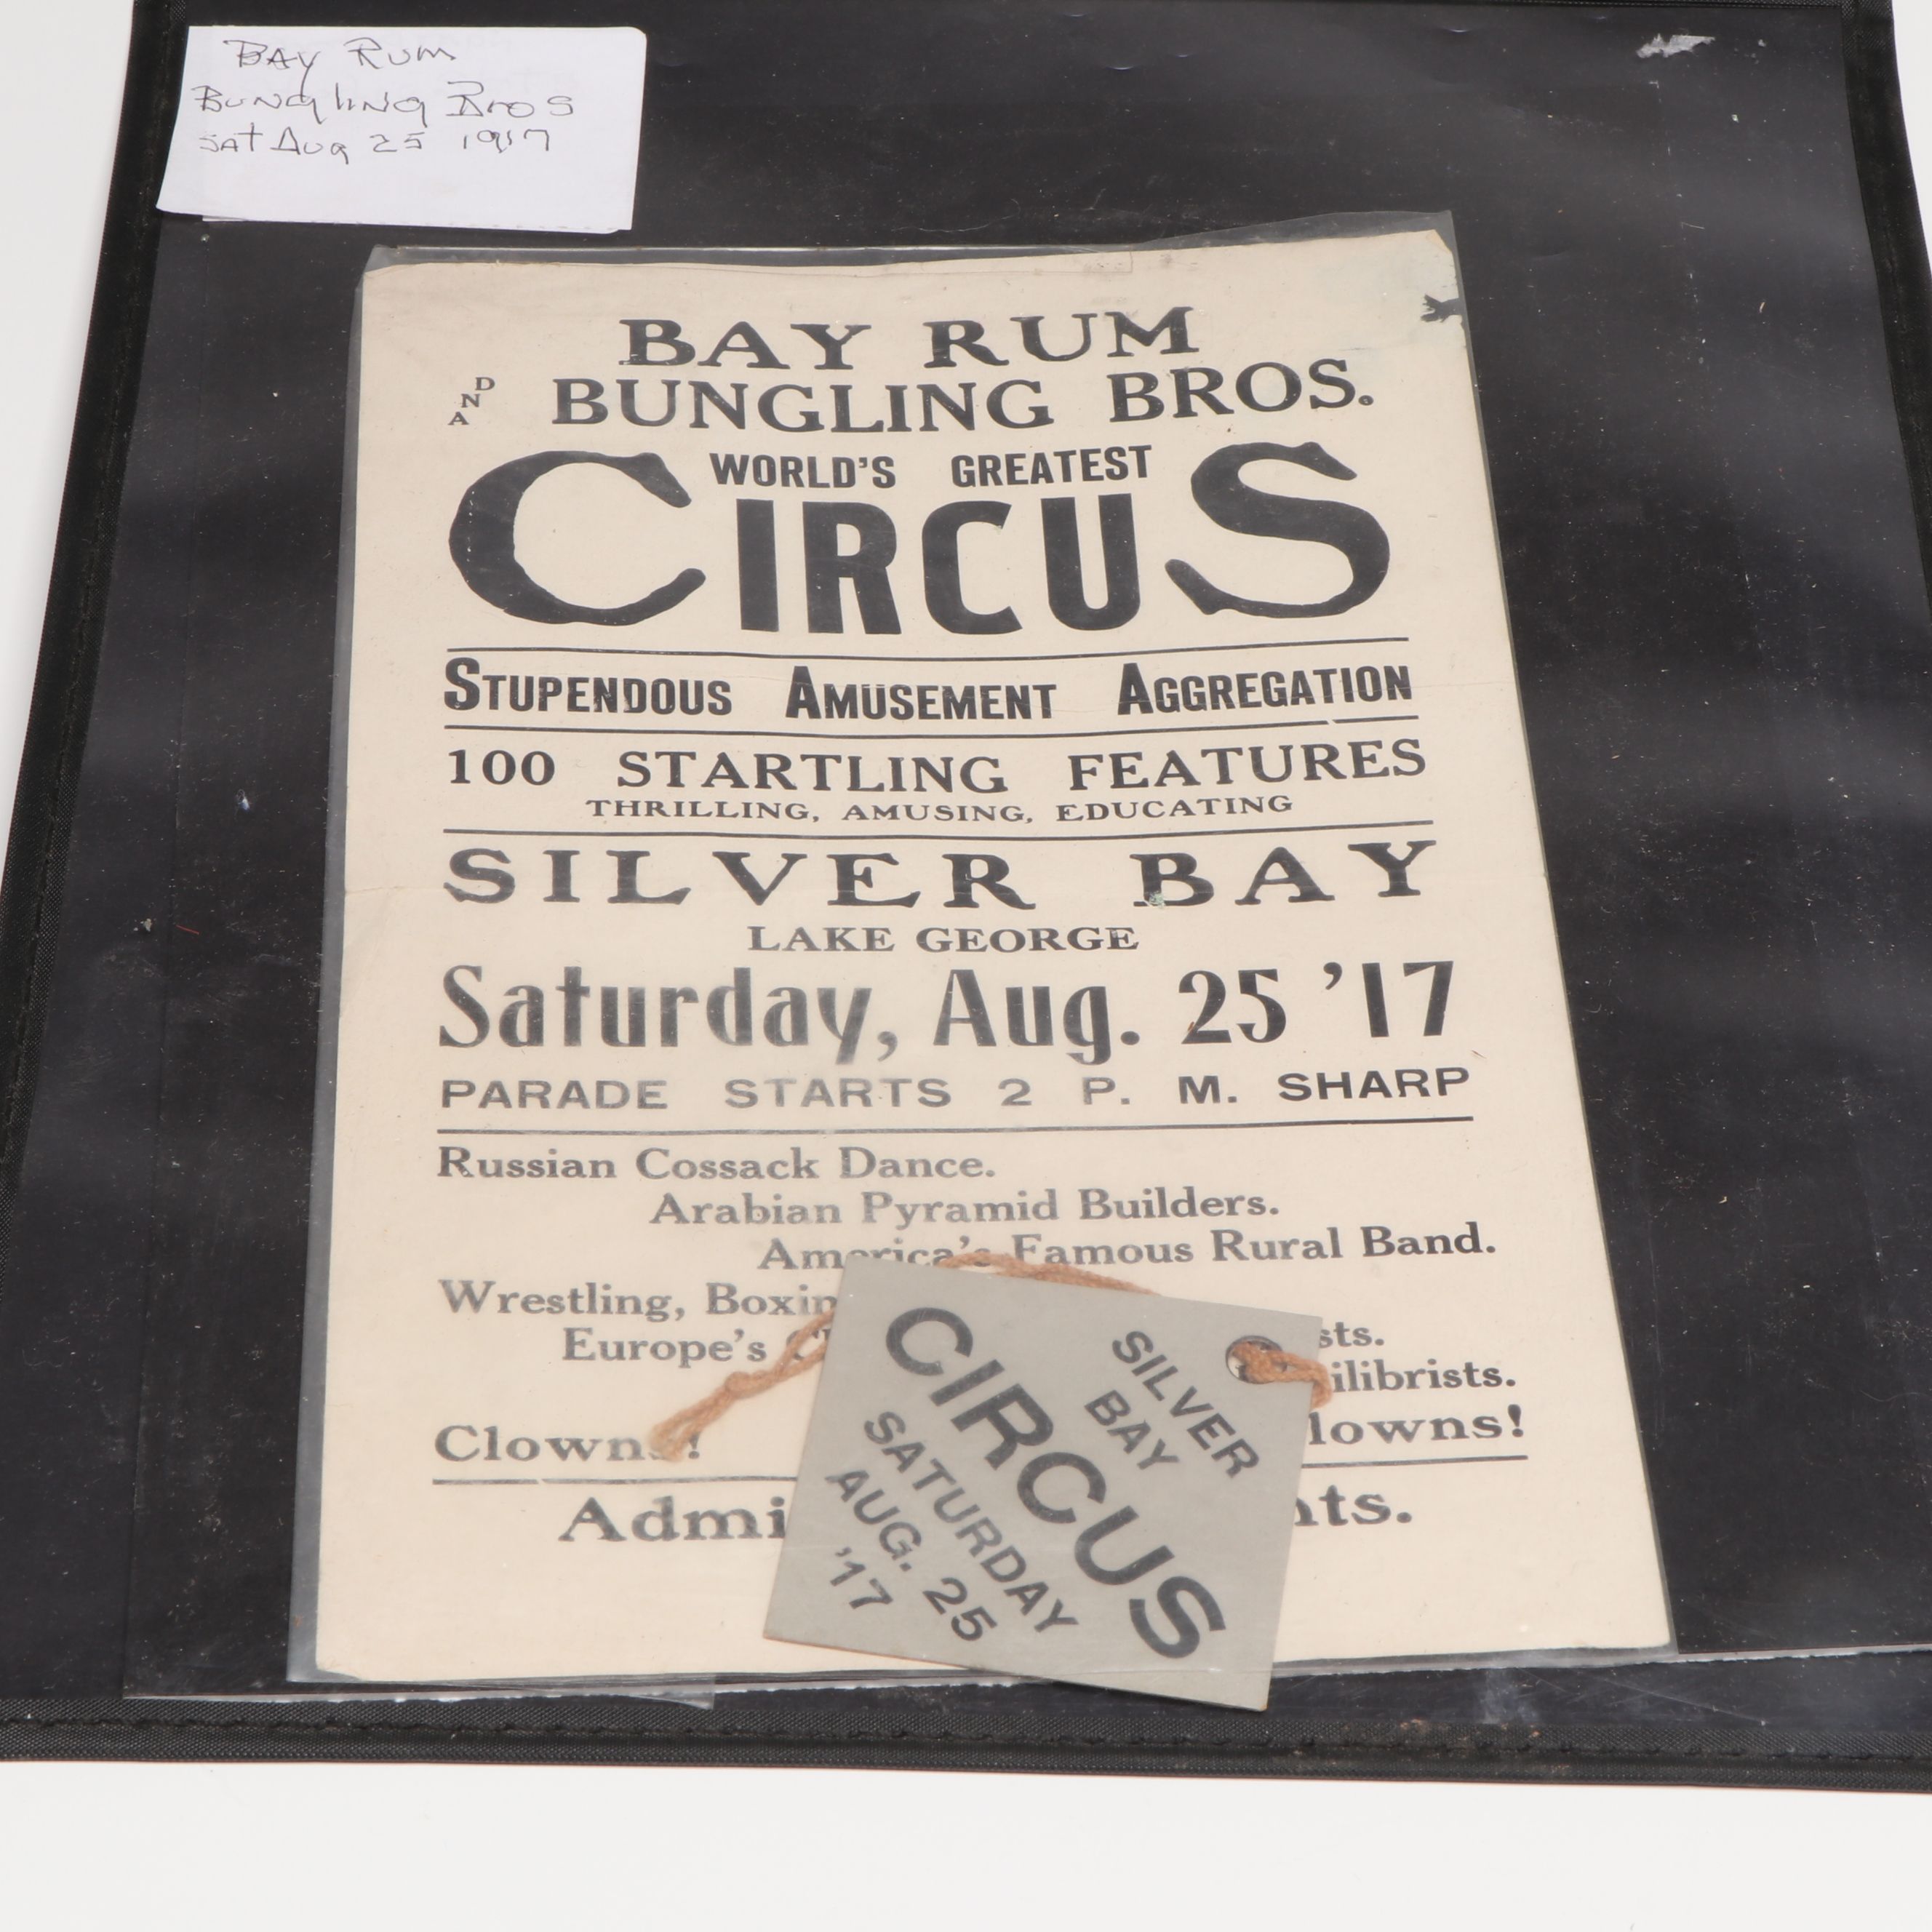 BAY RUM
BUNGLING BROS
SAT AUG 25 1917
BAY RUM
AND BUNGLING BROS.
WORLD'S GREATEST
CIRCUS
STUPENDOUS AMUSEMENT AGGREGATION
100 STARTLING FEATURES
THRILLING, AMUSING, EDUCATING
SILVER BAY
LAKE GEORGE
Saturday, Aug. 25 '17
PARADE STARTS 2 P. M. SHARP
Russian Cossack Dance.
Arabian Pyramid Builders.
America's Famous Rural Band.
Wrestling,
Europe's
Clowns!
SILVER
BAY
CIRCUS
SATURDAY
AUG. 25
'17